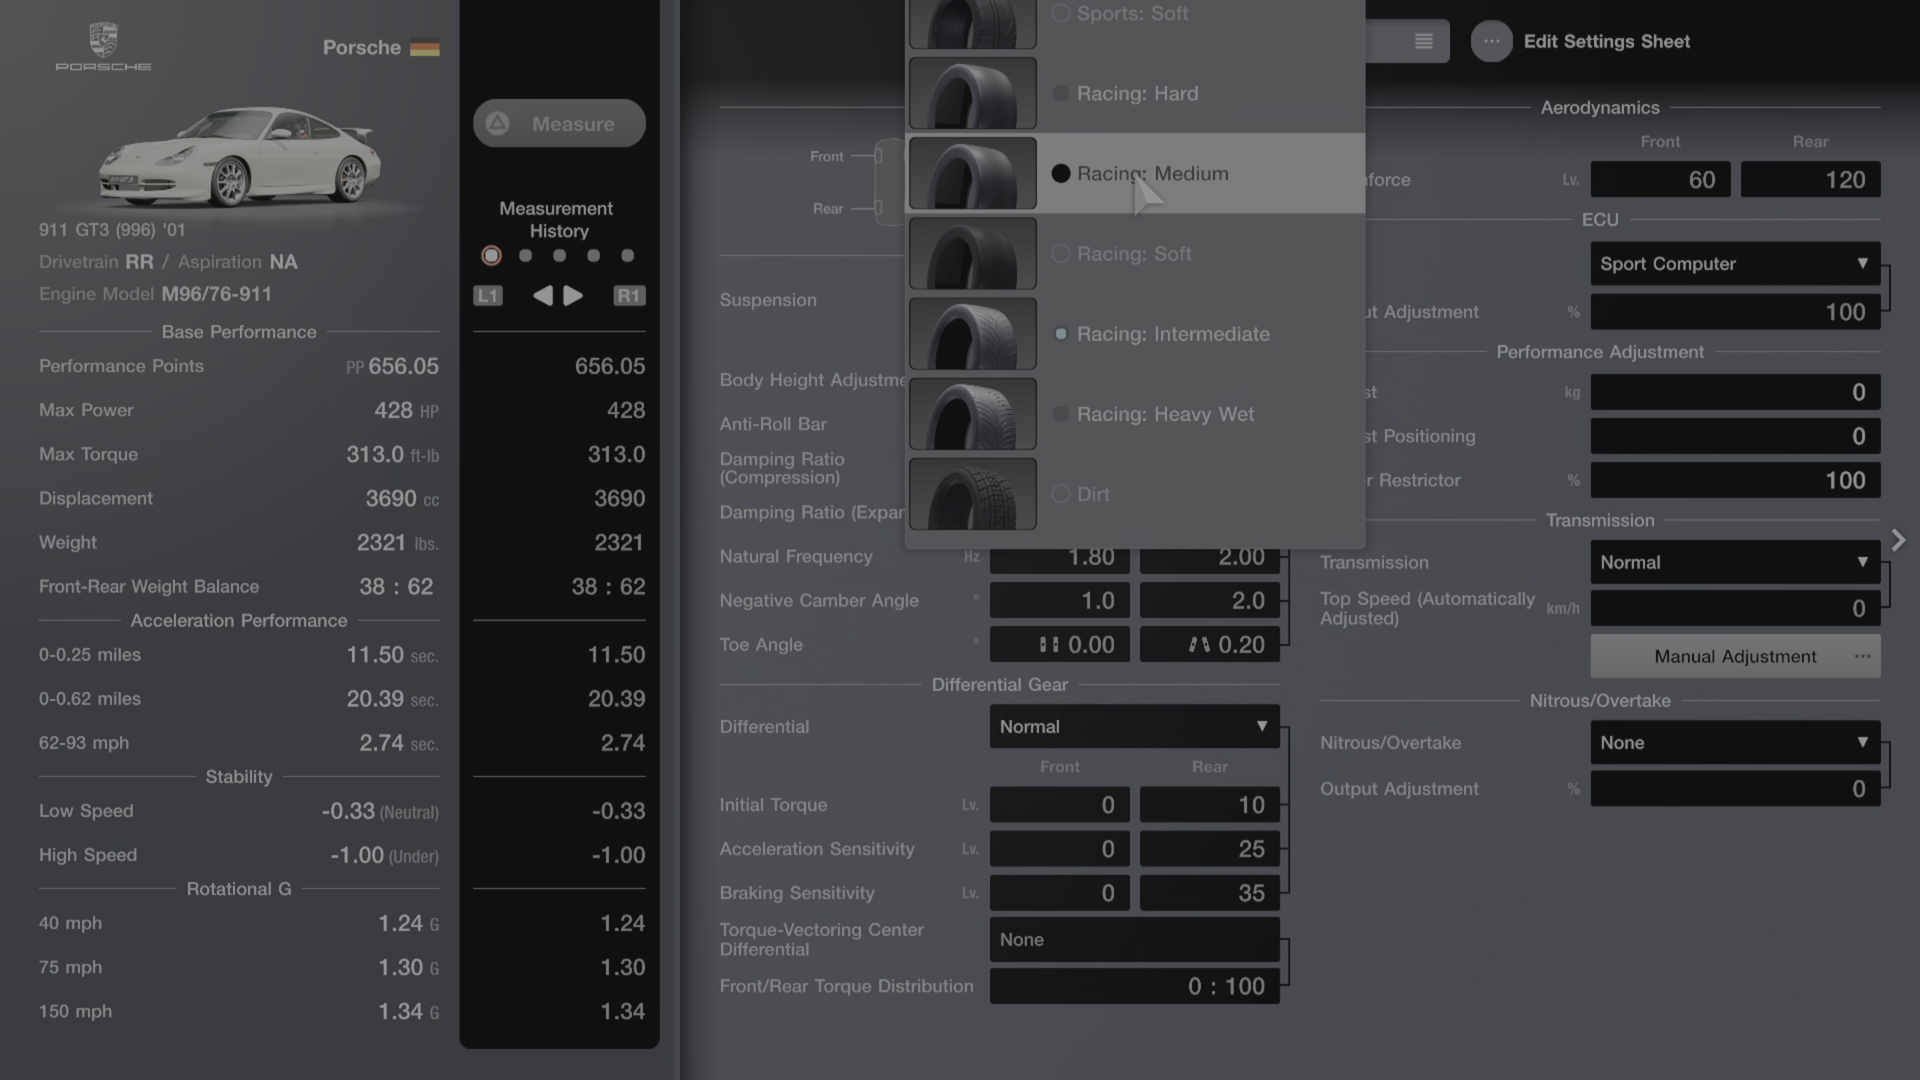 PORSCHE
Porsche
911 GT3 (996) '01
Drivetrain RR / Aspiration NA
Engine Model M96/76-911
Base Performance
Performance Points PP 656.05
Max Power 428 HP
Max Torque 313.0 ft-lb
Displacement 3690 cc
Weight 2321 lbs.
Front-Rear Weight Balance 38 : 62
Acceleration Performance
0-0.25 miles 11.50 sec.
0-0.62 miles 20.39 sec.
62-93 mph 2.74 sec.
Stability
Low Speed -0.33 (Neutral)
High Speed -1.00 (Under)
Rotational G
40 mph 1.24 G
75 mph 1.30 G
150 mph 1.34 G
Measure
Measurement
History
L1 R1
656.05
428
313.0
3690
2321
38 : 62
11.50
20.39
2.74
-0.33
-1.00
1.24
1.30
1.34
Front
Rear
Sports: Soft
Racing: Hard
Racing: Medium
Racing: Soft
Racing: Intermediate
Racing: Heavy Wet
Dirt
Suspension
Body Height Adjustme
Anti-Roll Bar
Damping Ratio
(Compression)
Damping Ratio (Expan
Natural Frequency Hz 1.80 2.00
Negative Camber Angle ° 1.0 2.0
Toe Angle ° 0.00 0.20
Differential Gear
Differential Normal
Front Rear
Initial Torque Lv. 0 10
Acceleration Sensitivity Lv. 0 25
Braking Sensitivity Lv. 0 35
Torque-Vectoring Center
Differential
None
Front/Rear Torque Distribution 0 : 100
Edit Settings Sheet
Aerodynamics
Front Rear
force Lv. 60 120
ECU
Sport Computer
ut Adjustment % 100
Performance Adjustment
st kg 0
st Positioning 0
r Restrictor % 100
Transmission
Transmission Normal
Top Speed (Automatically
Adjusted)
km/h 0
Manual Adjustment
Nitrous/Overtake
Nitrous/Overtake None
Output Adjustment % 0